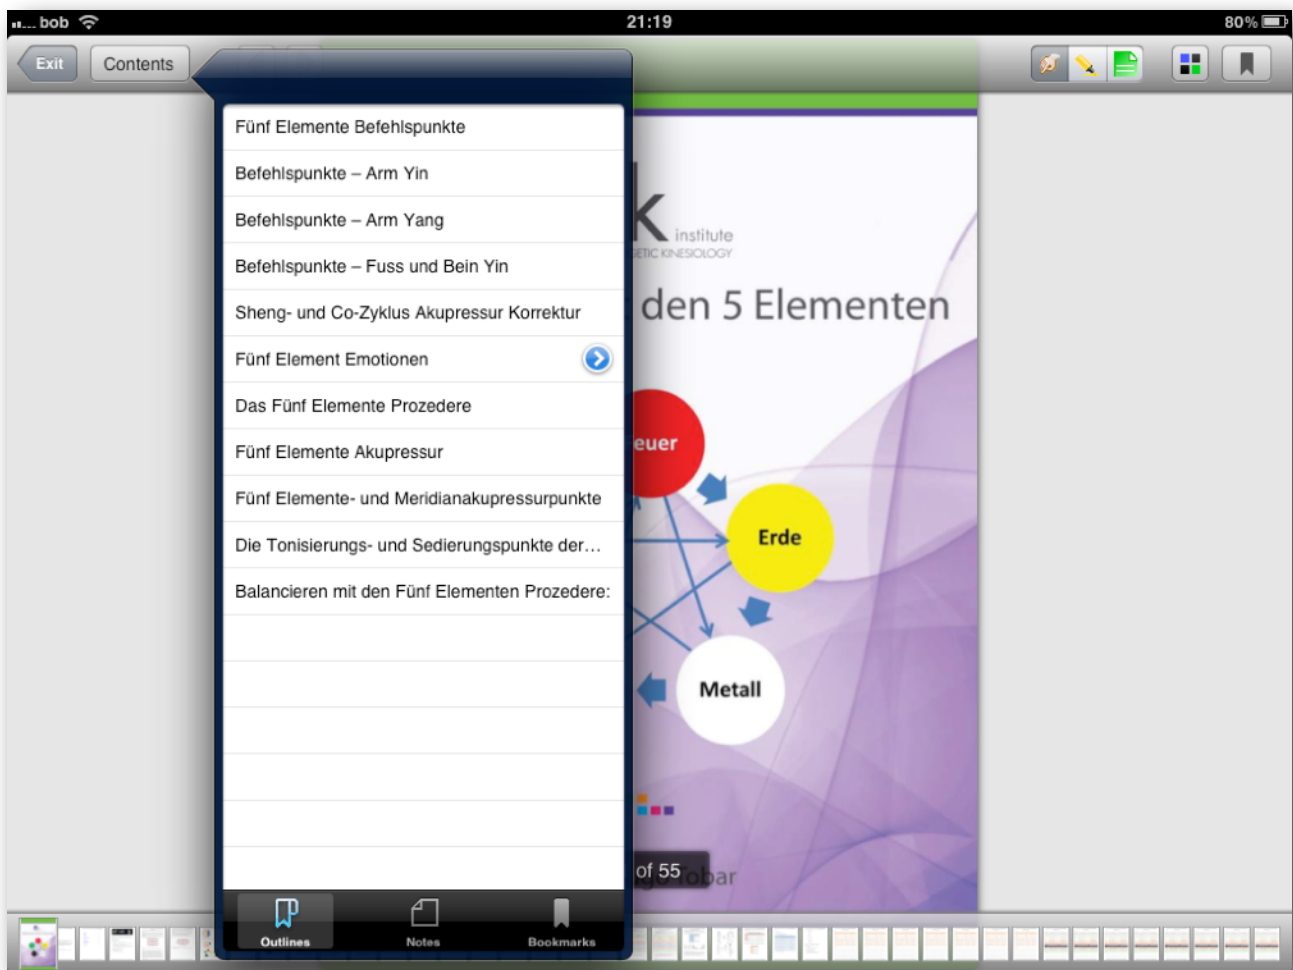 bob 21:19 80%
Exit Contents
Fünf Elemente Befehlspunkte
Befehlspunkte – Arm Yin
Befehlspunkte – Arm Yang
Befehlspunkte – Fuss und Bein Yin
Sheng- und Co-Zyklus Akupressur Korrektur
Fünf Element Emotionen
Das Fünf Elemente Prozedere
Fünf Elemente Akupressur
Fünf Elemente- und Meridianakupressurpunkte
Die Tonisierungs- und Sedierungspunkte der…
Balancieren mit den Fünf Elementen Prozedere:
Outlines Notes Bookmarks
k institute
ETIC KINESIOLOGY
den 5 Elementen
euer
Erde
Metall
of 55
Tobar